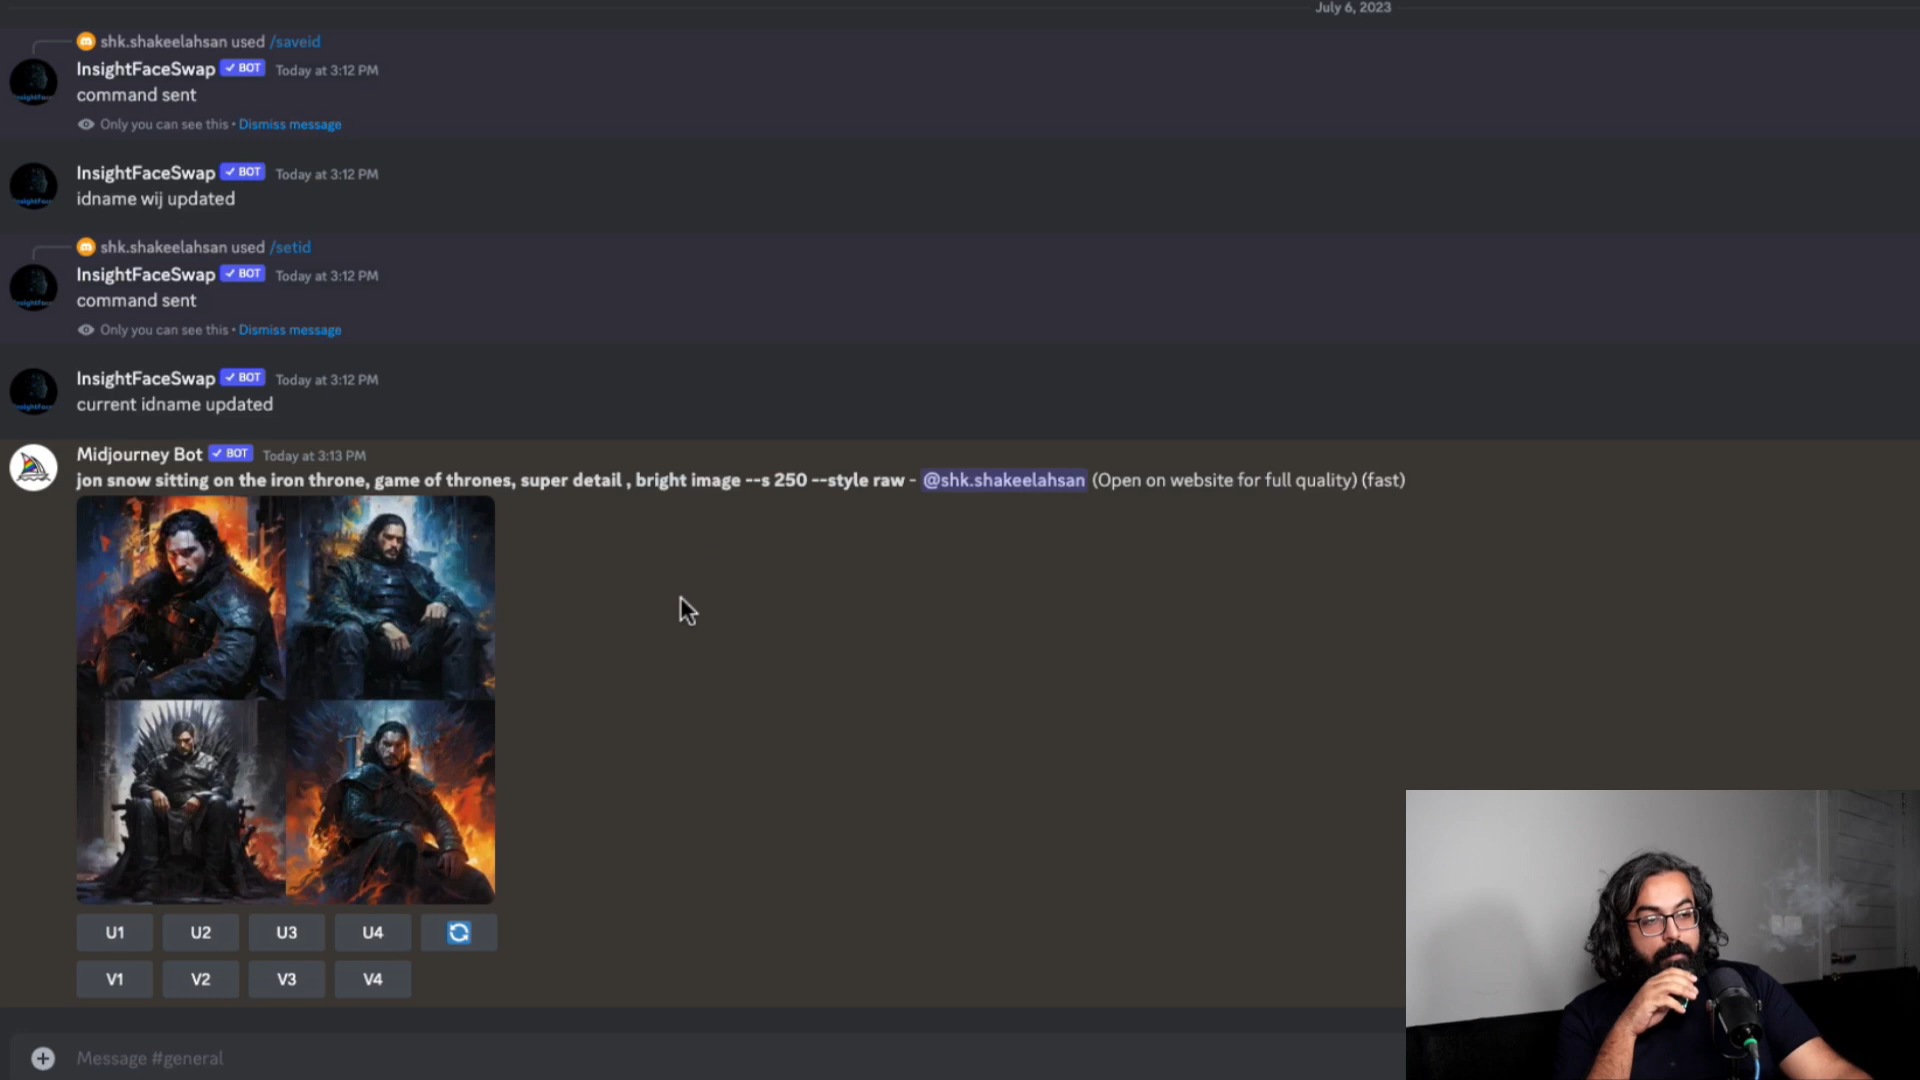 July 6, 2023
shk.shakeelahsan used /saveid
InsightFaceSwap ✓ BOT Today at 3:12 PM
command sent
Only you can see this • Dismiss message
InsightFaceSwap ✓ BOT Today at 3:12 PM
idname wij updated
shk.shakeelahsan used /setid
InsightFaceSwap ✓ BOT Today at 3:12 PM
command sent
Only you can see this • Dismiss message
InsightFaceSwap ✓ BOT Today at 3:12 PM
current idname updated
Midjourney Bot ✓ BOT Today at 3:13 PM
jon snow sitting on the iron throne, game of thrones, super detail , bright image --s 250 --style raw - @shk.shakeelahsan (Open on website for full quality) (fast)
U1 U2 U3 U4
V1 V2 V3 V4
Message #general